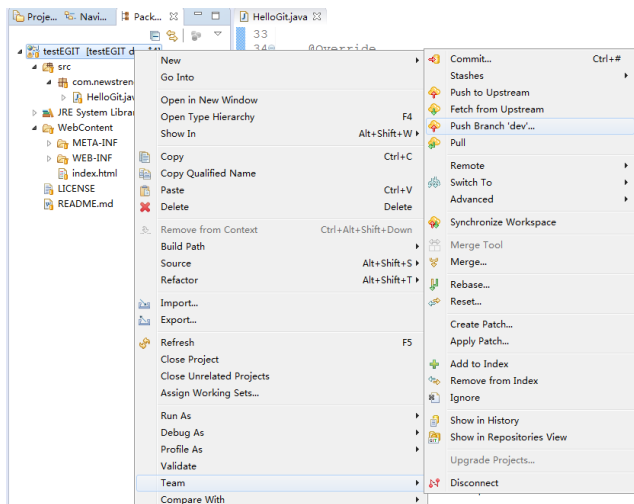 Proje...
Navi...
Pack...
HelloGit.java
33
34
@Override
testEGIT [testEGIT d
src
com.newstren
HelloGit.jav
JRE System Librar
WebContent
META-INF
WEB-INF
index.html
LICENSE
README.md
New
Go Into
Open in New Window
Open Type Hierarchy F4
Show In Alt+Shift+W
Copy Ctrl+C
Copy Qualified Name
Paste Ctrl+V
Delete Delete
Remove from Context Ctrl+Alt+Shift+Down
Build Path
Source Alt+Shift+S
Refactor Alt+Shift+T
Import...
Export...
Refresh F5
Close Project
Close Unrelated Projects
Assign Working Sets...
Run As
Debug As
Profile As
Validate
Team
Compare With
Commit... Ctrl+#
Stashes
Push to Upstream
Fetch from Upstream
Push Branch 'dev'...
Pull
Remote
Switch To
Advanced
Synchronize Workspace
Merge Tool
Merge...
Rebase...
Reset...
Create Patch...
Apply Patch...
Add to Index
Remove from Index
Ignore
Show in History
Show in Repositories View
Upgrade Projects...
Disconnect